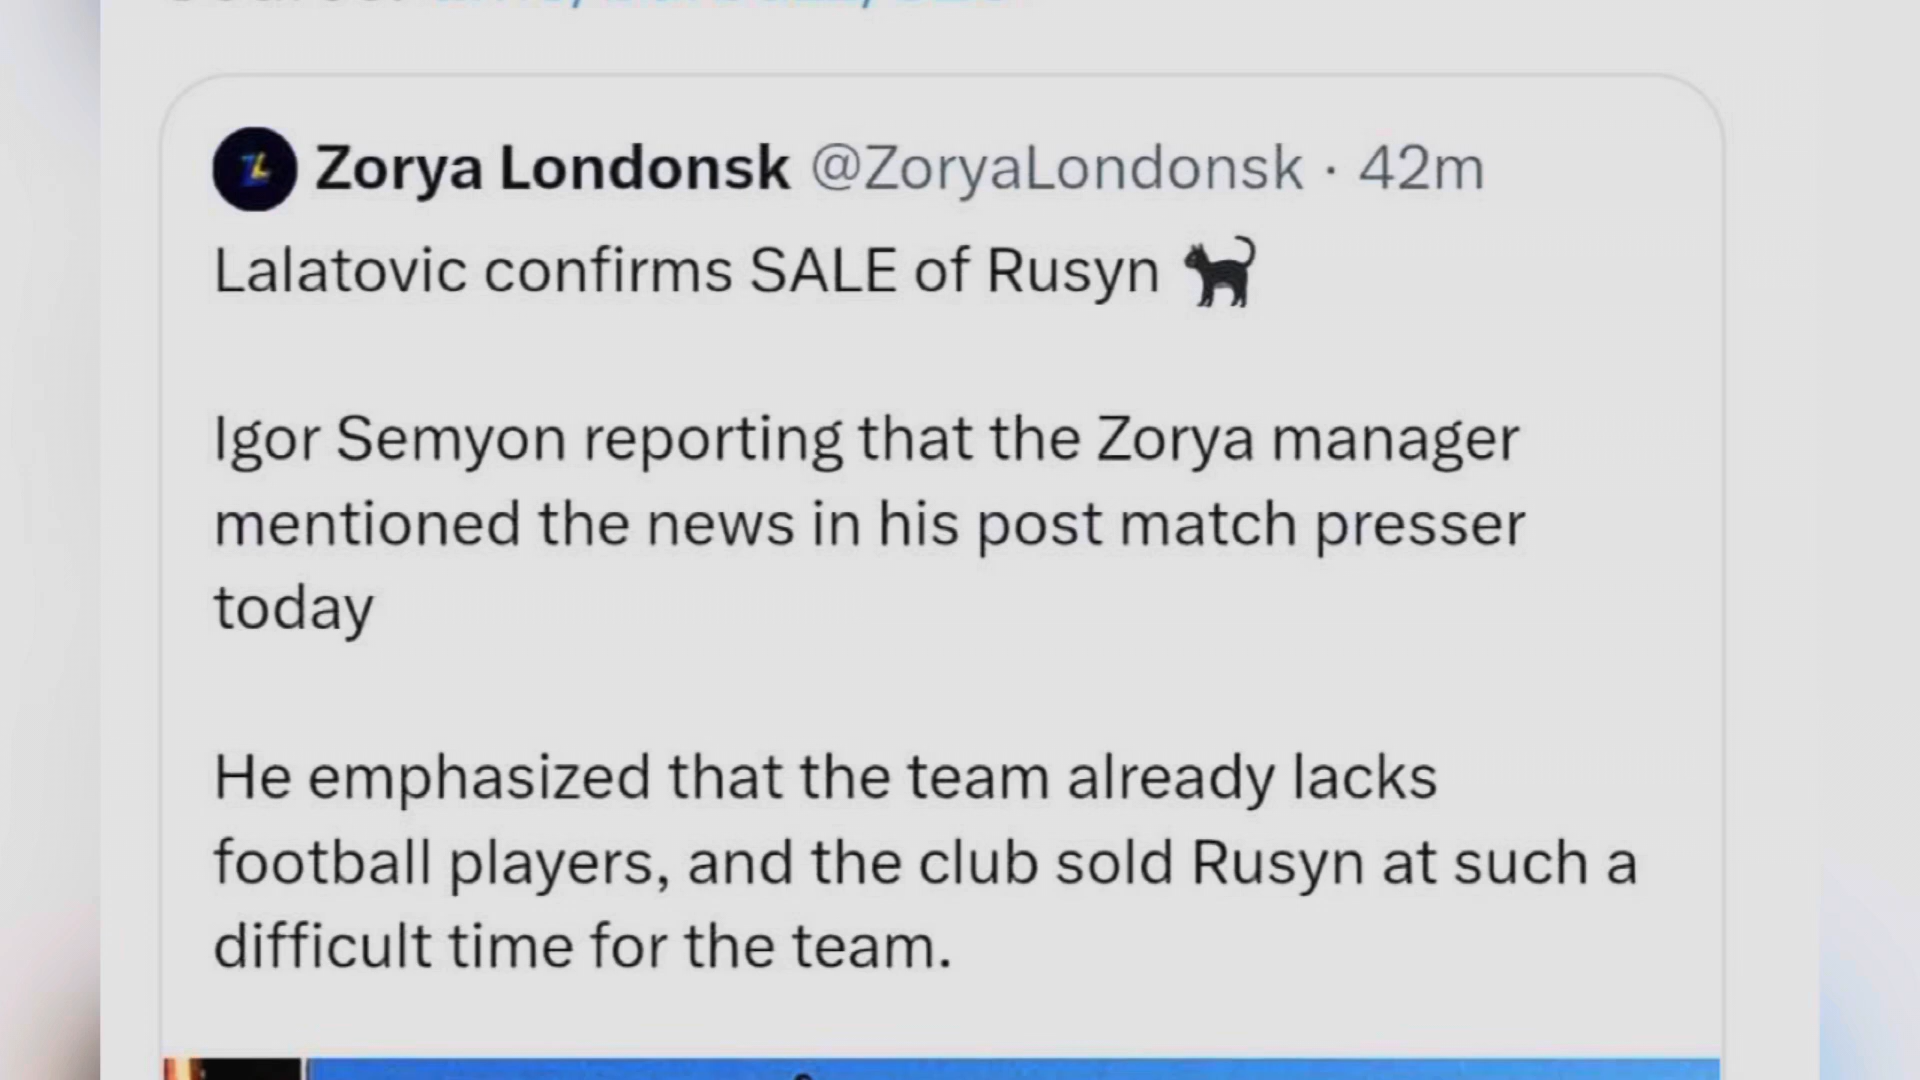 Zorya Londonsk @ZoryaLondonsk · 42m
Lalatovic confirms SALE of Rusyn 🐈‍⬛
Igor Semyon reporting that the Zorya manager
mentioned the news in his post match presser
today
He emphasized that the team already lacks
football players, and the club sold Rusyn at such a
difficult time for the team.